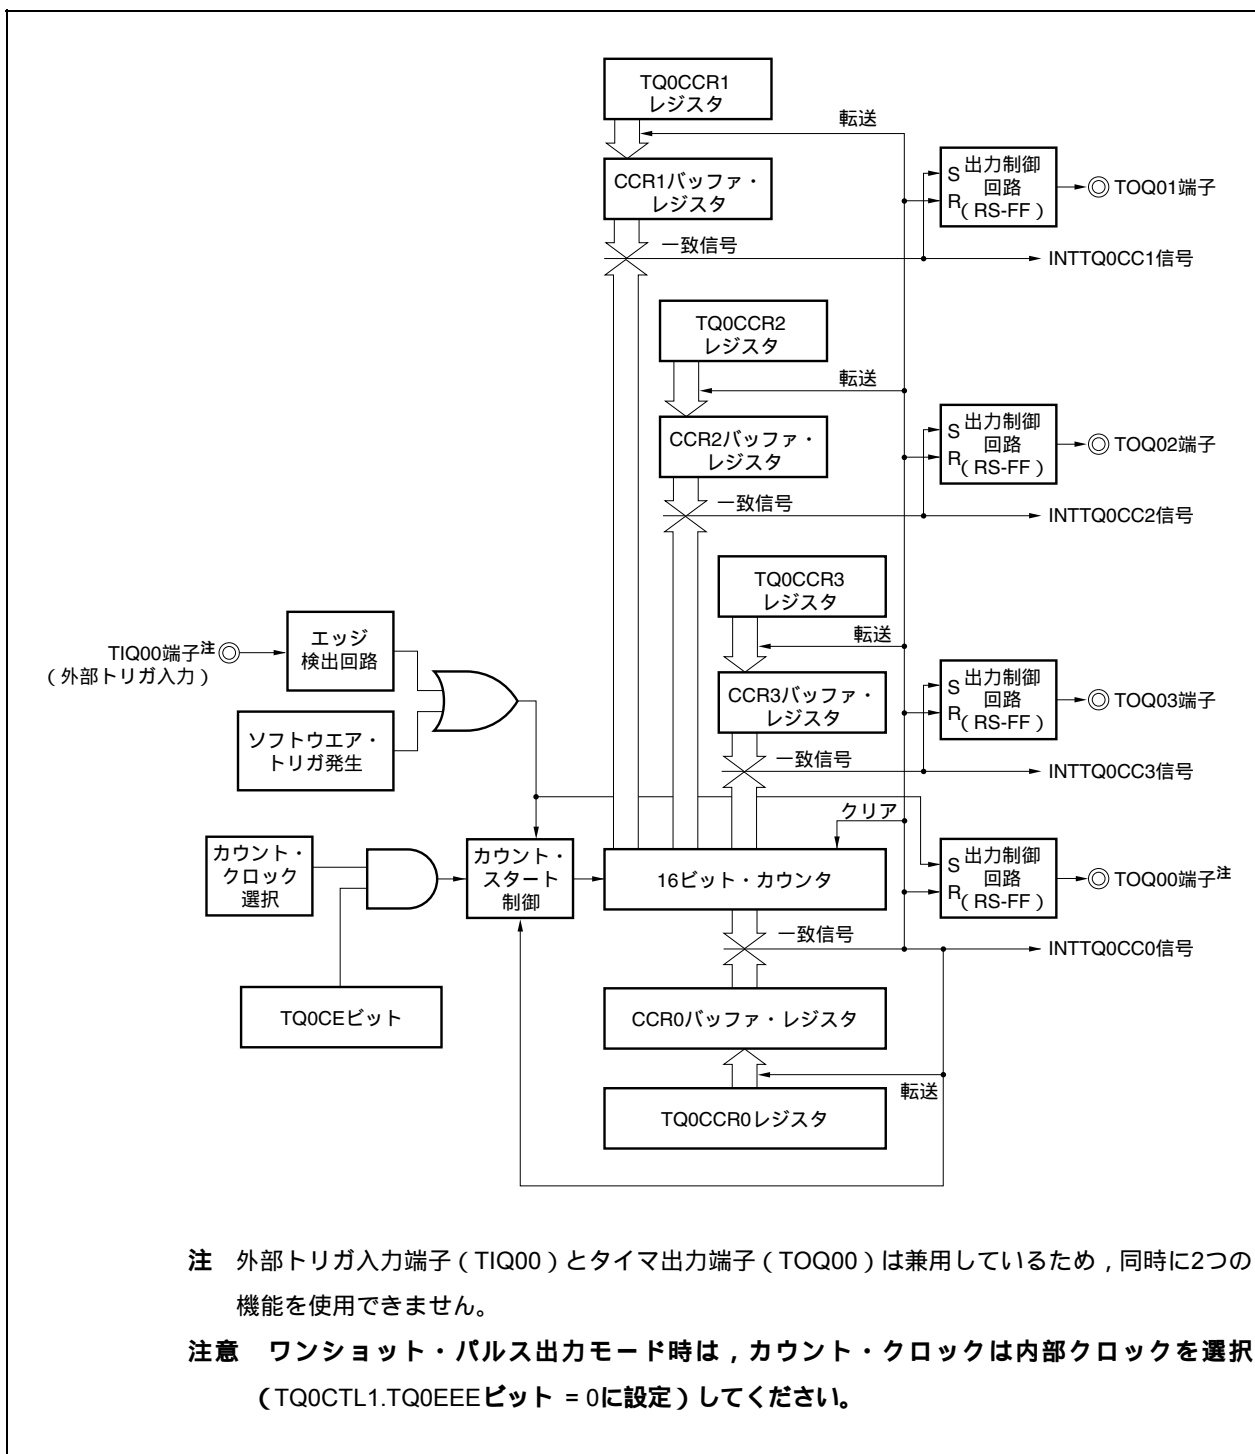 TQ0CCR1
レジスタ
転送
CCR1バッファ・
レジスタ
S 出力制御
回路
R ( RS-FF )
TOQ01端子
一致信号
INTTQ0CC1信号
TQ0CCR2
レジスタ
転送
CCR2バッファ・
レジスタ
S 出力制御
回路
R ( RS-FF )
TOQ02端子
一致信号
INTTQ0CC2信号
TQ0CCR3
レジスタ
転送
TIQ00端子注
( 外部トリガ入力 )
エッジ
検出回路
CCR3バッファ・
レジスタ
S 出力制御
回路
R ( RS-FF )
TOQ03端子
ソフトウエア・
トリガ発生
一致信号
INTTQ0CC3信号
クリア
カウント・
クロック
選択
カウント・
スタート
制御
16ビット・カウンタ
S 出力制御
回路
R ( RS-FF )
TOQ00端子注
一致信号
INTTQ0CC0信号
TQ0CEビット
CCR0バッファ・レジスタ
転送
TQ0CCR0レジスタ
注 外部トリガ入力端子 ( TIQ00 ) とタイマ出力端子 ( TOQ00 ) は兼用しているため , 同時に2つの
機能を使用できません。
注意 ワンショット・パルス出力モード時は , カウント・クロックは内部クロックを選択
( TQ0CTL1.TQ0EEEビット = 0に設定 ) してください。